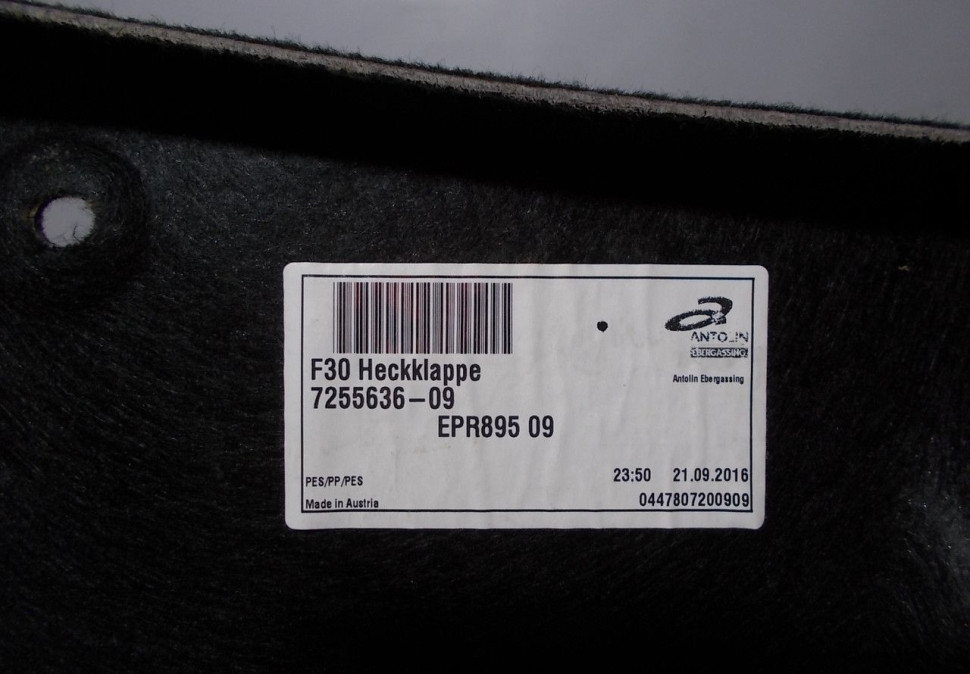 ANTOLIN
EBERGASSING
Antolin Ebergassing
F30 Heckklappe
7255636-09
EPR895 09
PES/PP/PES
23:50 21.09.2016
Made in Austria
0447807200909